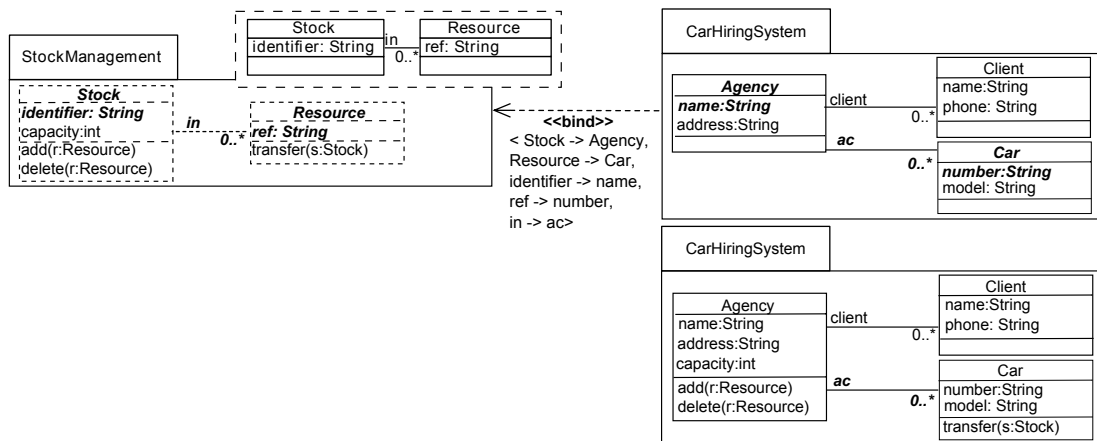 StockManagement
Stock
identifier: String
in
0..*
Resource
ref: String
Stock
identifier: String
capacity:int
add(r:Resource)
delete(r:Resource)
in
0..*
Resource
ref: String
transfer(s:Stock)
<<bind>>
< Stock -> Agency,
Resource -> Car,
identifier -> name,
ref -> number,
in -> ac>
CarHiringSystem
Agency
name:String
address:String
client
0..*
Client
name:String
phone: String
ac
0..*
Car
number:String
model: String
CarHiringSystem
Agency
name:String
address:String
capacity:int
add(r:Resource)
delete(r:Resource)
client
0..*
Client
name:String
phone: String
ac
0..*
Car
number:String
model: String
transfer(s:Stock)